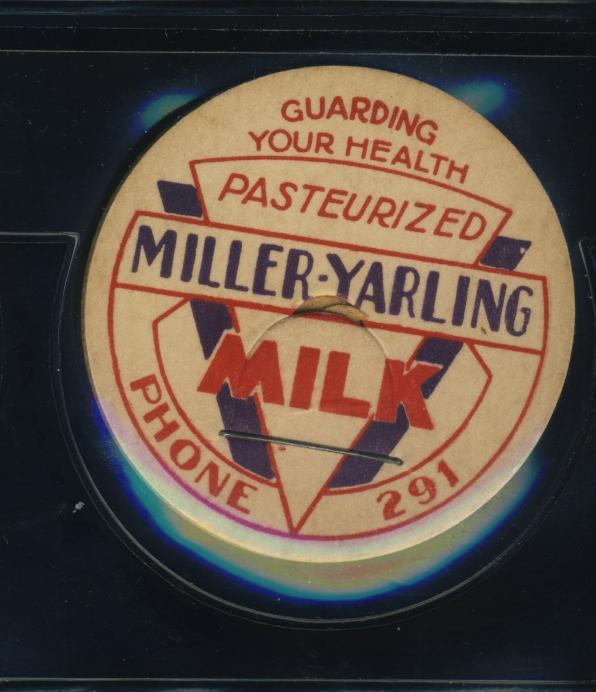 GUARDING
YOUR HEALTH
PASTEURIZED
MILLER-YARLING
MILK
PHONE 291